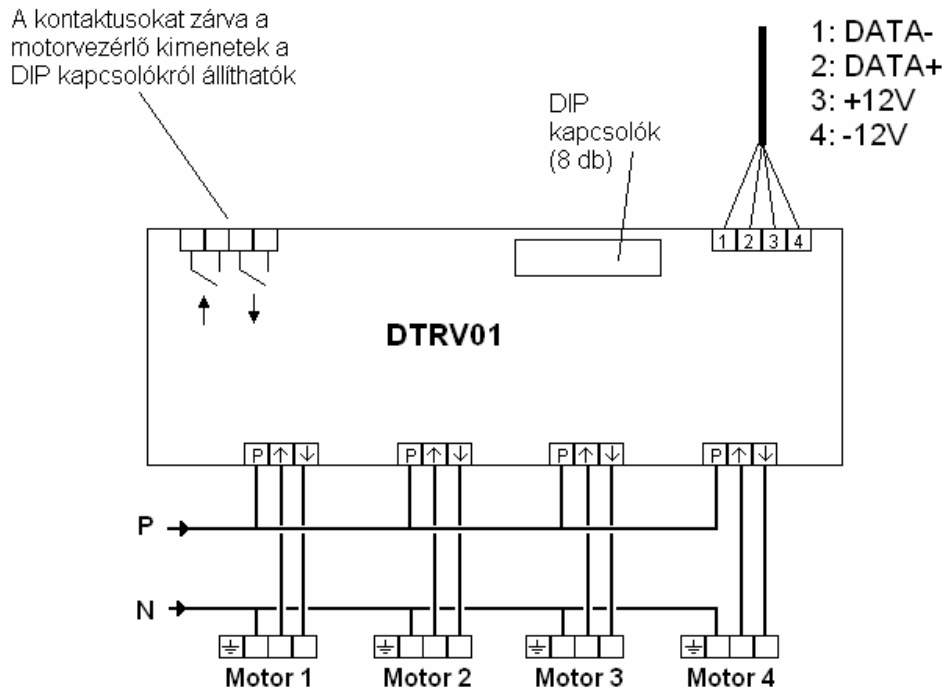 A kontaktusokat zárva a
motorvezérlő kimenetek a
DIP kapcsolókról állíthatók
DIP
kapcsolók
(8 db)
1: DATA-
2: DATA+
3: +12V
4: -12V
1 2 3 4
DTRV01
P ↑ ↓ P ↑ ↓ P ↑ ↓ P ↑ ↓
P
N
Motor 1 Motor 2 Motor 3 Motor 4